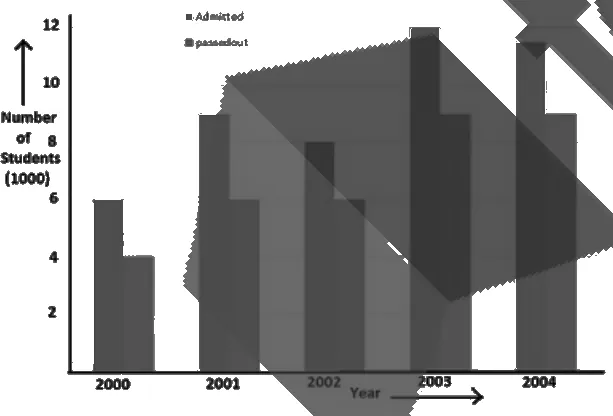 Admitted
passedout
12
10
8
6
4
2
Number
of
Students
(1000)
2000 2001 2002 2003 2004
Year